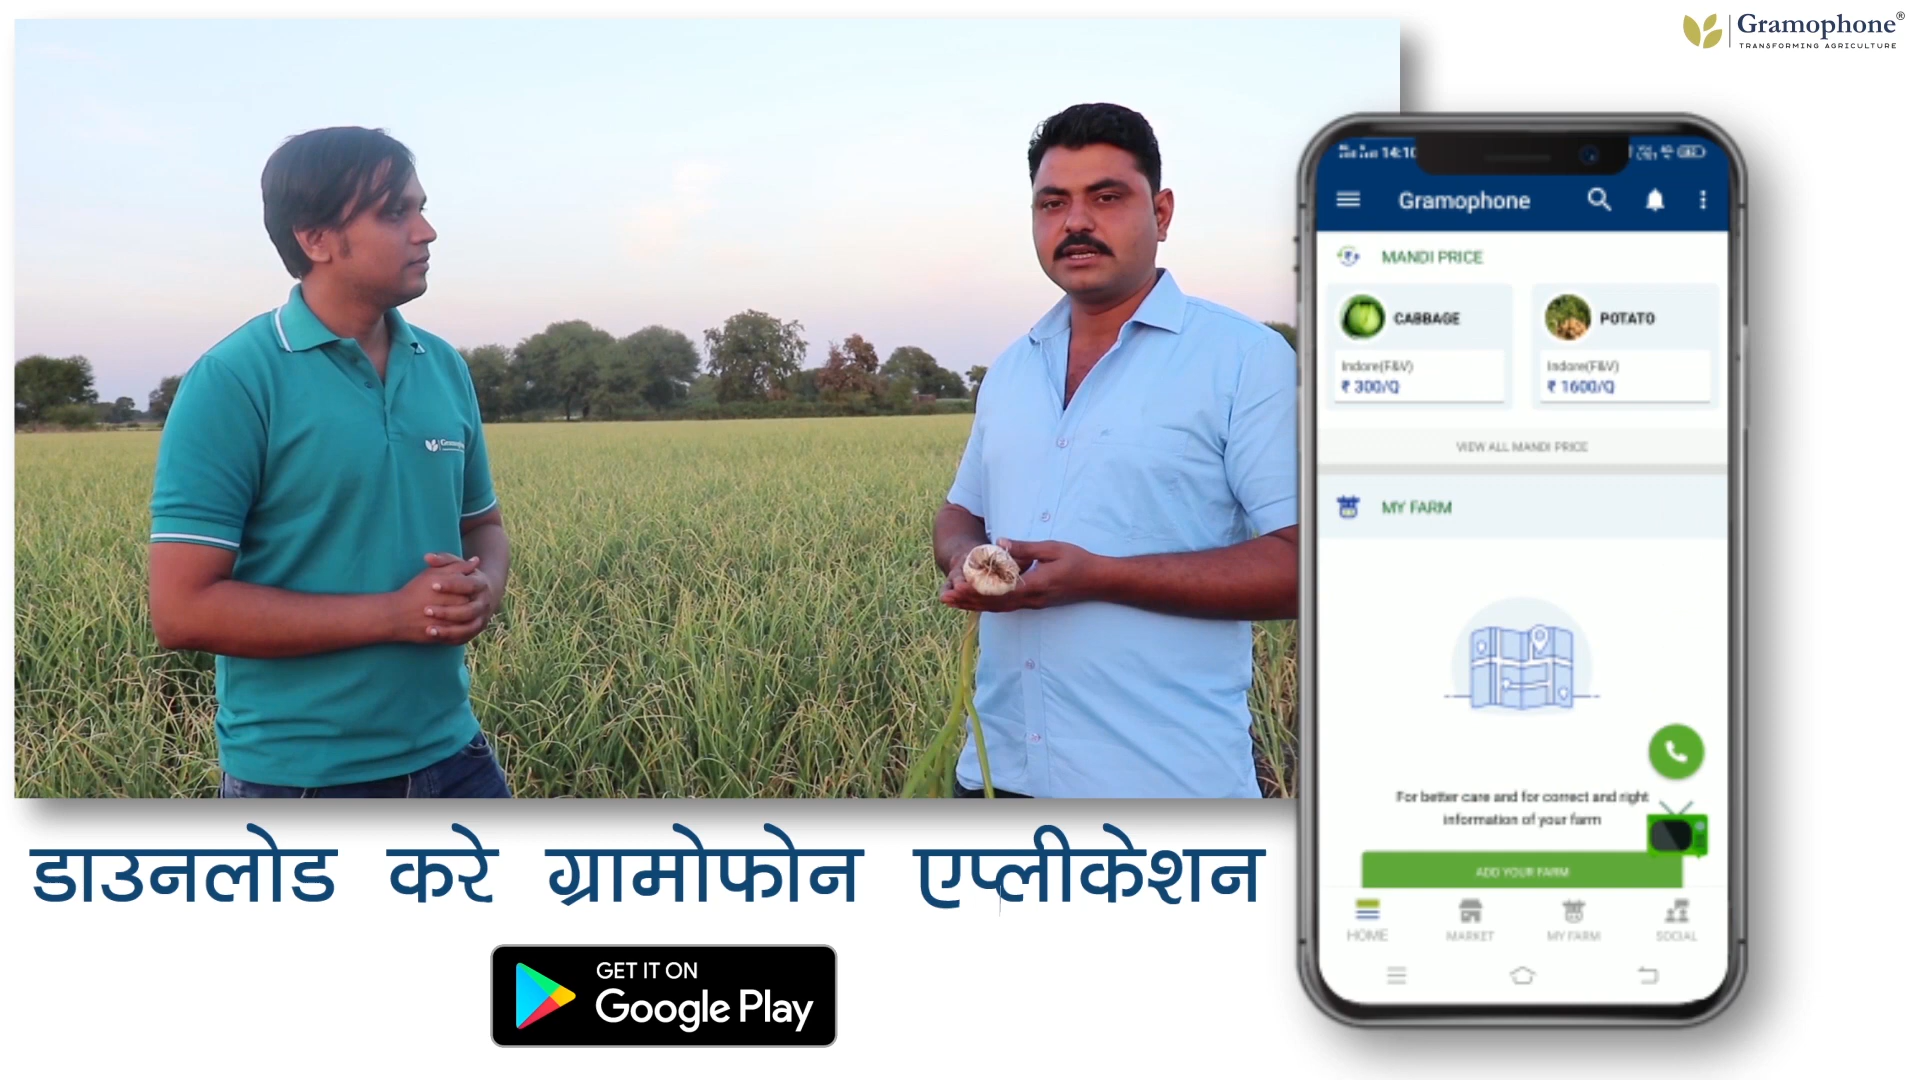 Gramophone®
TRANSFORMING AGRICULTURE
14:10
Gramophone
MANDI PRICE
CABBAGE
Indore(F&V)
₹ 300/Q
POTATO
Indore(F&V)
₹ 1600/Q
VIEW ALL MANDI PRICE
MY FARM
For better care and for correct and right
information of your farm
ADD YOUR FARM
HOME
MARKET
MY FARM
SOCIAL
डाउनलोड करे ग्रामोफोन एप्लीकेशन
GET IT ON
Google Play